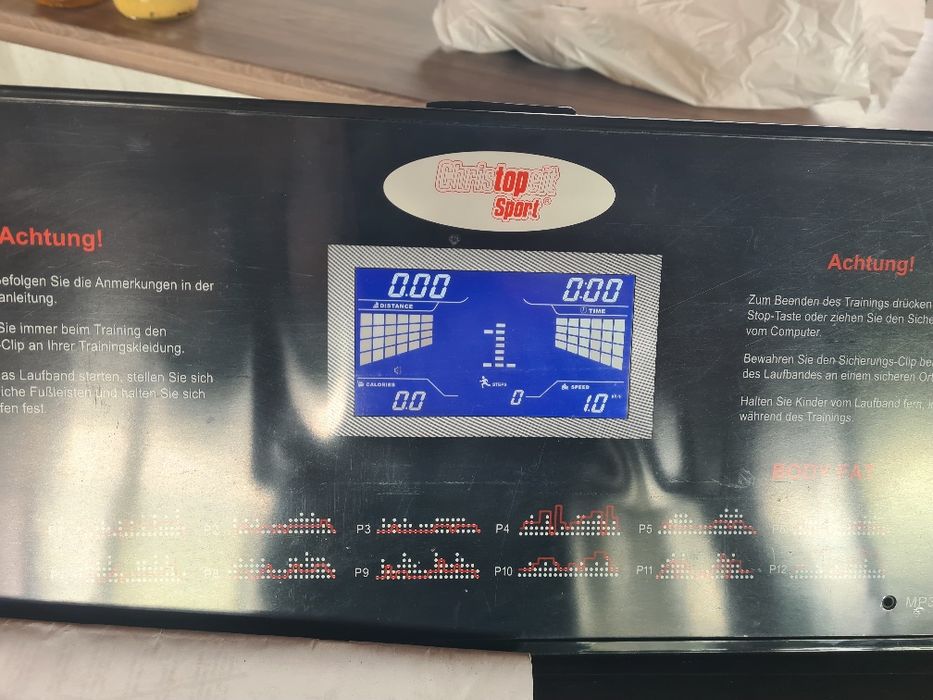 Christopeit
Sport®
Achtung!
efolgen Sie die Anmerkungen in der
anleitung.
Sie immer beim Training den
-Clip an Ihrer Trainingskleidung.
as Laufband starten, stellen Sie sich
liche Fußleisten und halten Sie sich
fen fest.
0.00
DISTANCE
0:00
TIME
CALORIES
0.0
STEPS
0
SPEED
1.0
Achtung!
Zum Beenden des Trainings drücken
Stop-Taste oder ziehen Sie den Siche
vom Computer.
Bewahren Sie den Sicherungs-Clip be
des Laufbandes an einem sicheren Ort
Halten Sie Kinder vom Laufband fern,
während des Trainings.
BODY FAT
P3
P4
P5
P9
P10
P11
P12
MP3